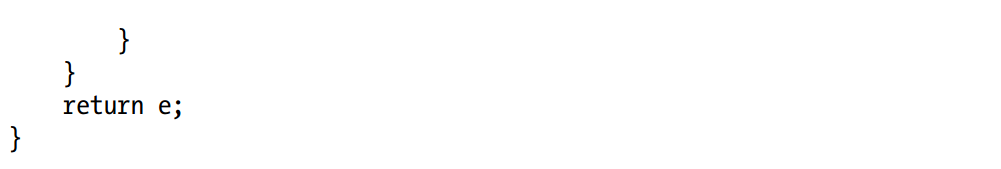 }
    }
    return e;
}